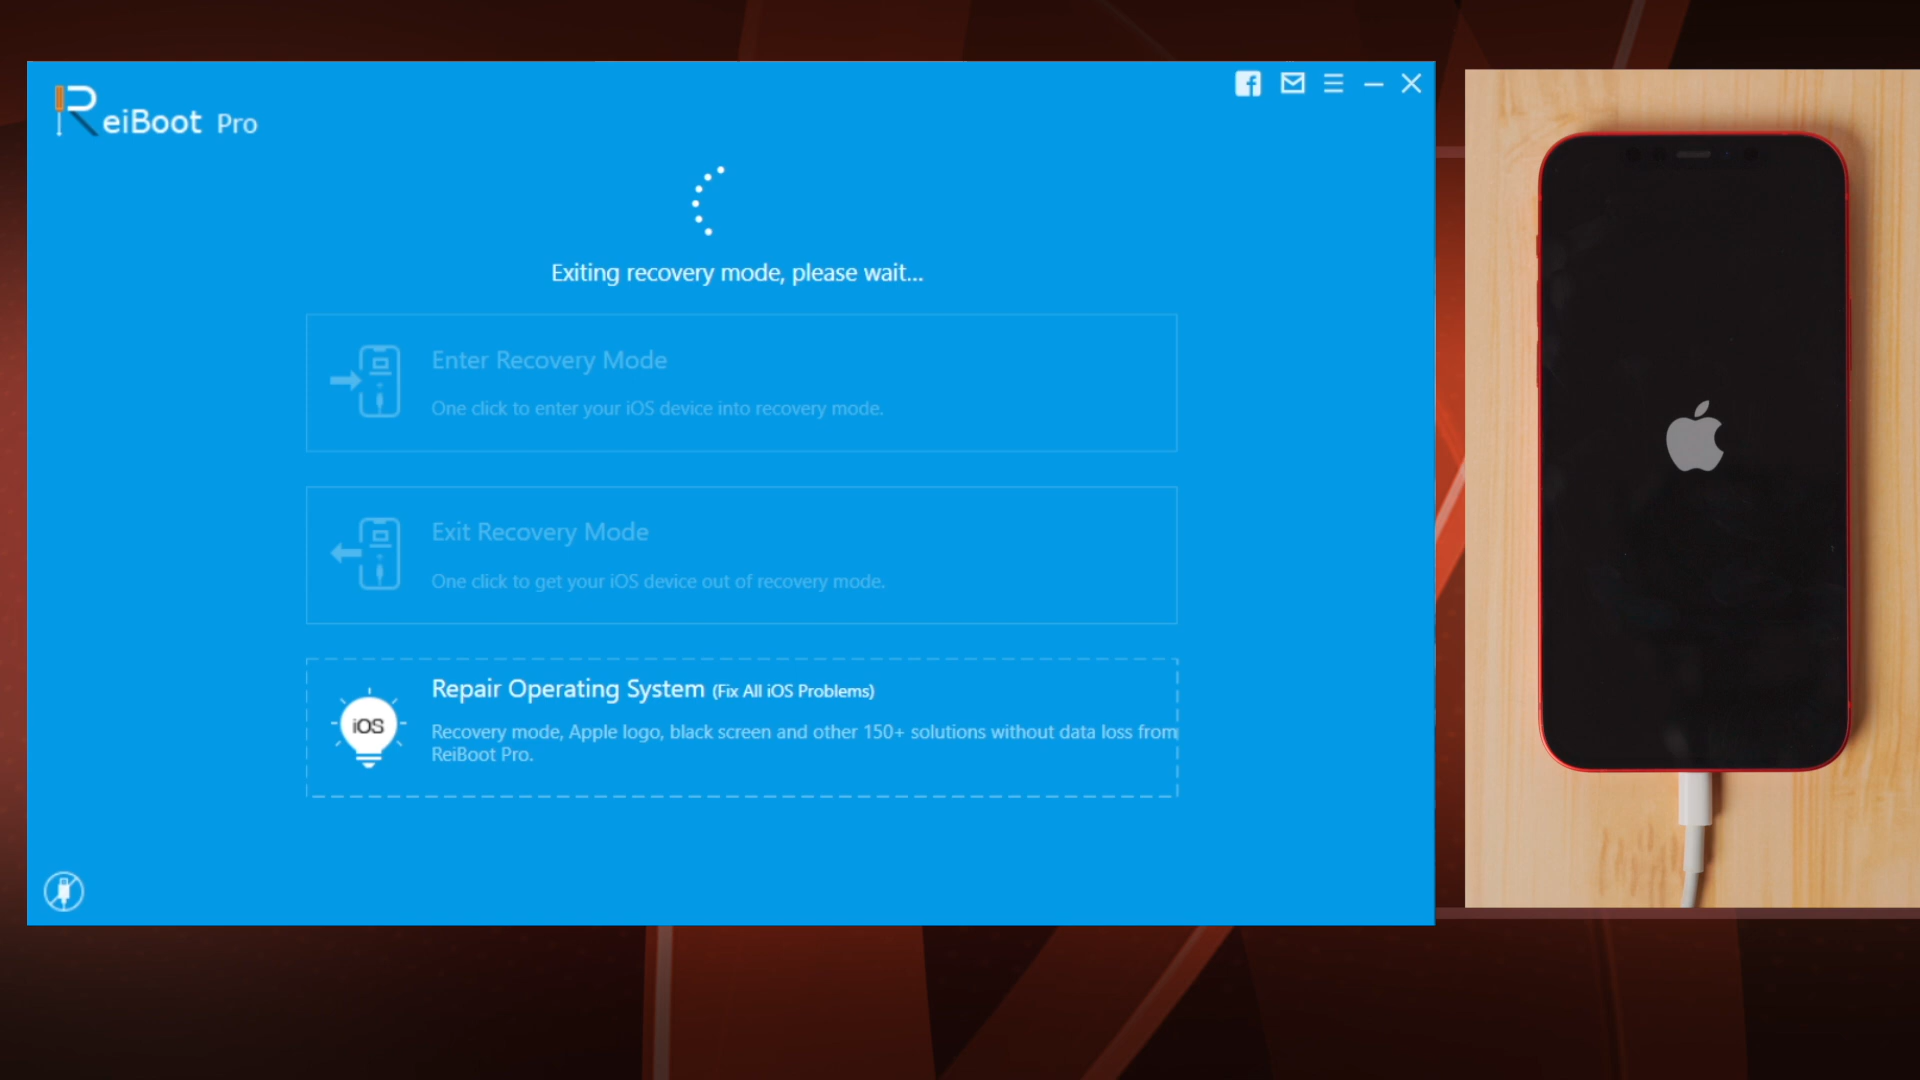 ReiBoot Pro
Exiting recovery mode, please wait...
Enter Recovery Mode
One click to enter your iOS device into recovery mode.
Exit Recovery Mode
One click to get your iOS device out of recovery mode.
iOS
Repair Operating System (Fix All iOS Problems)
Recovery mode, Apple logo, black screen and other 150+ solutions without data loss from
ReiBoot Pro.